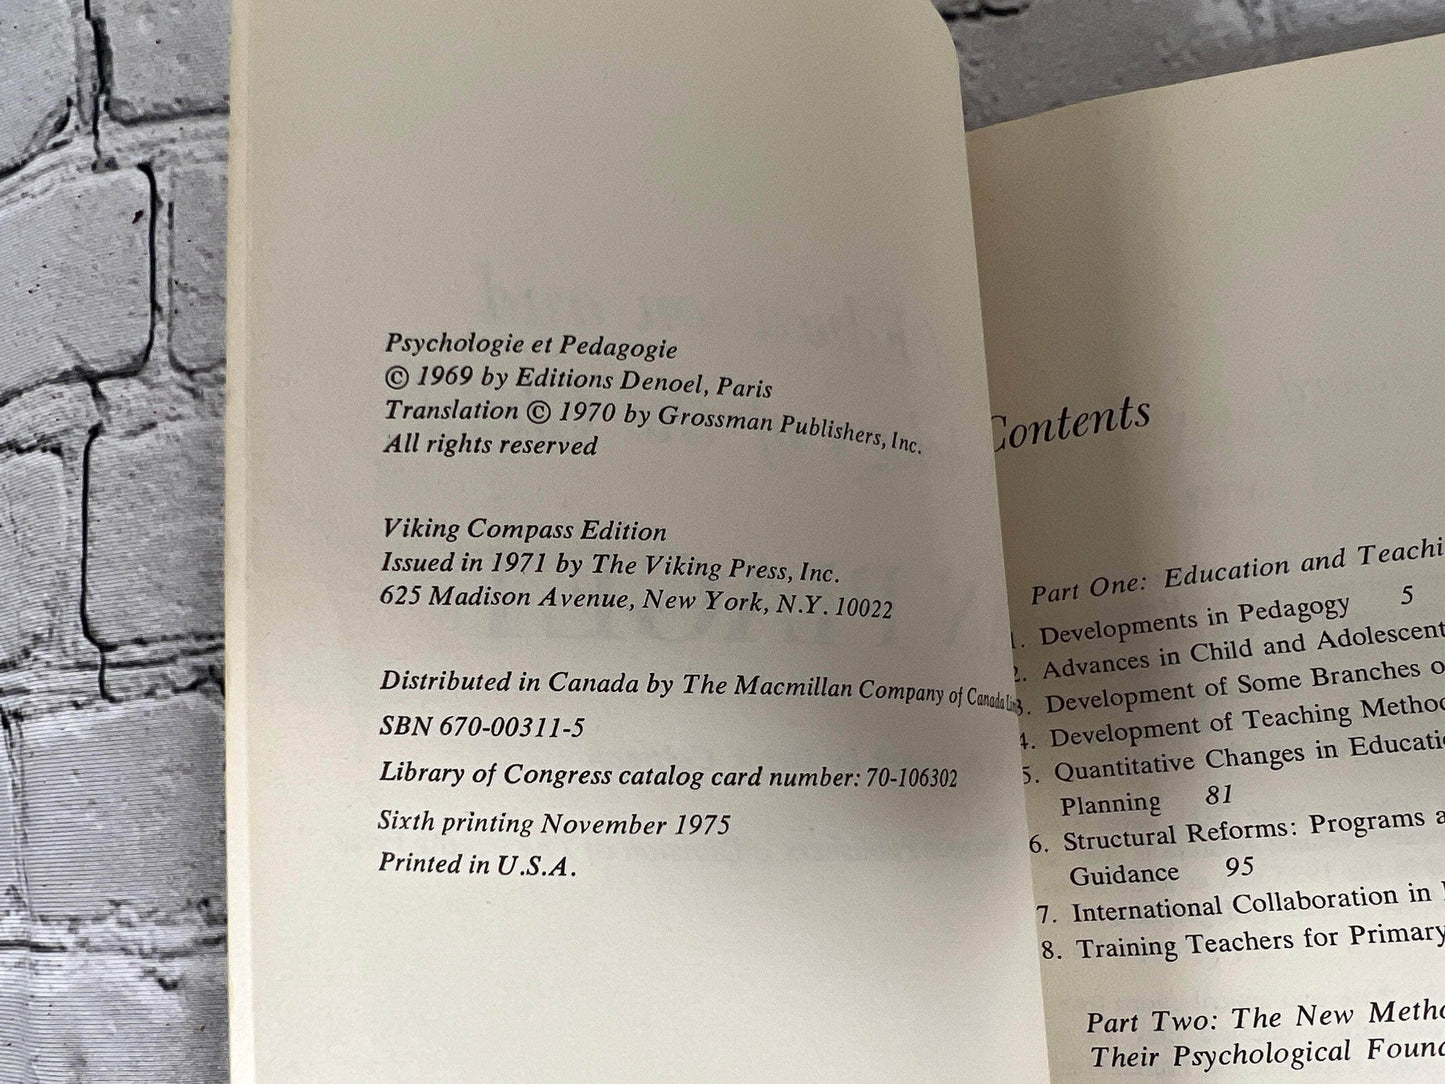 Psychologie et Pedagogie
© 1969 by Editions Denoel, Paris
Translation © 1970 by Grossman Publishers, Inc.
All rights reserved
Viking Compass Edition
Issued in 1971 by The Viking Press, Inc.
625 Madison Avenue, New York, N.Y. 10022
Distributed in Canada by The Macmillan Company of Canada
SBN 670-00311-5
Library of Congress catalog card number: 70-106302
Sixth printing November 1975
Printed in U.S.A.
Contents
Part One: Education and
1. Developments in Pedagogy 5
2. Advances in Child and Adolescent
3. Development of Some Branches
4. Development of Teaching
5. Quantitative Changes in
Planning 81
6. Structural Reforms: Programs
Guidance 95
7. International Collaboration in
8. Training Teachers for Primary
Part Two: The New
Their Psychological